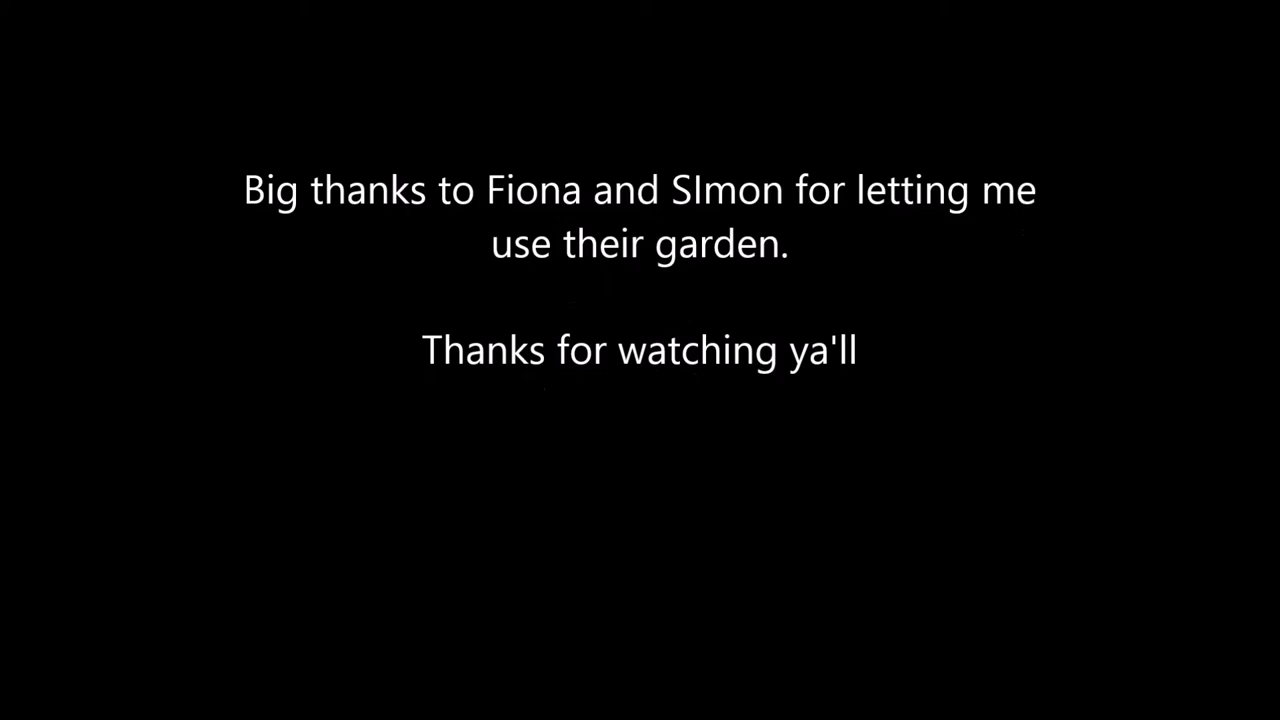 Big thanks to Fiona and SImon for letting me
use their garden.
Thanks for watching ya'll